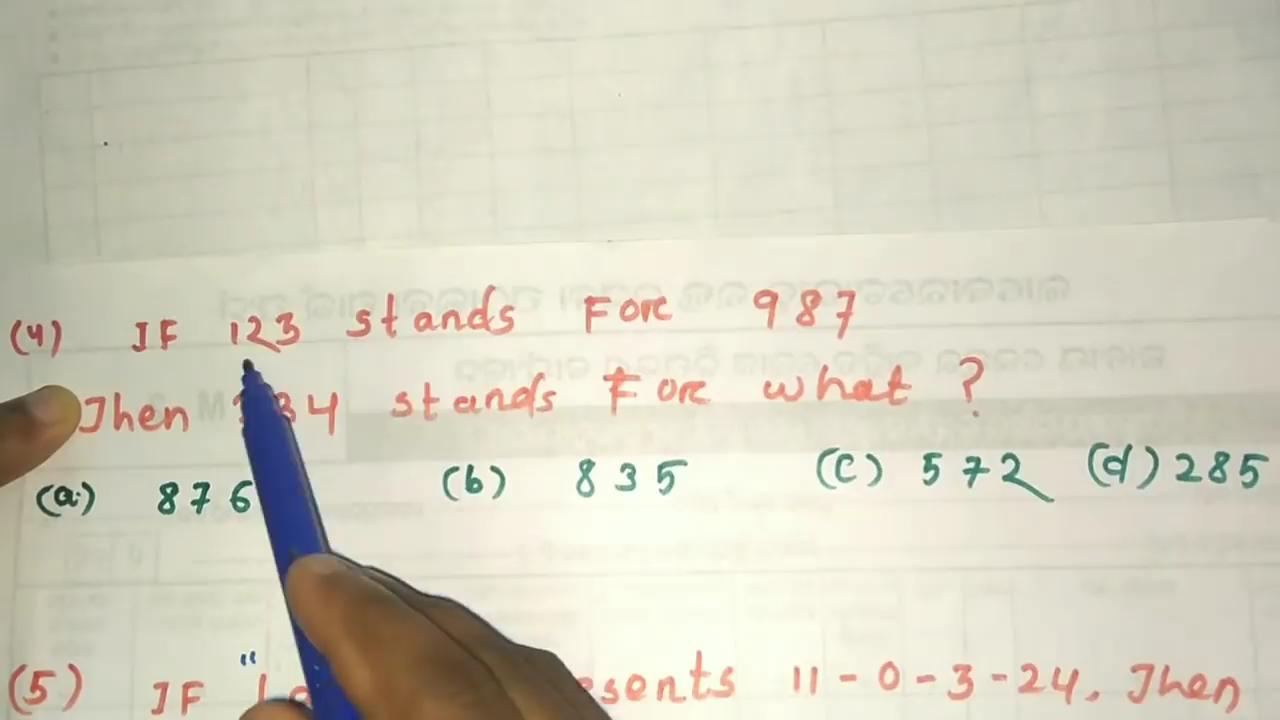 (4) IF 123 stands For 987
Then 34 stands For what ?
(a) 876 (b) 835 (c) 572 (d) 285
(5) IF " 11-0-3-24, Then